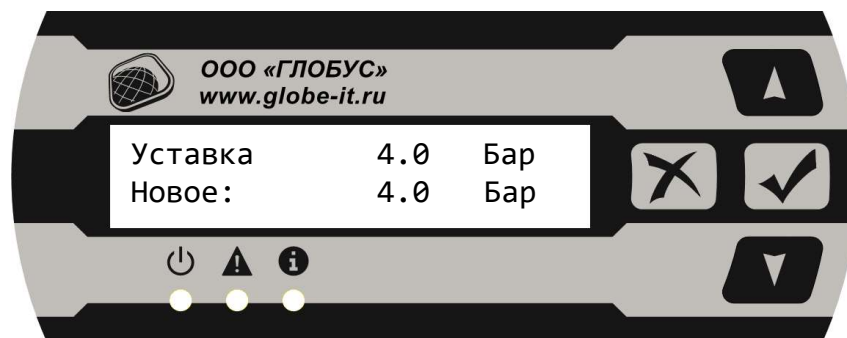 ООО «ГЛОБУС»
www.globe-it.ru
Уставка 4.0 Бар
Новое: 4.0 Бар